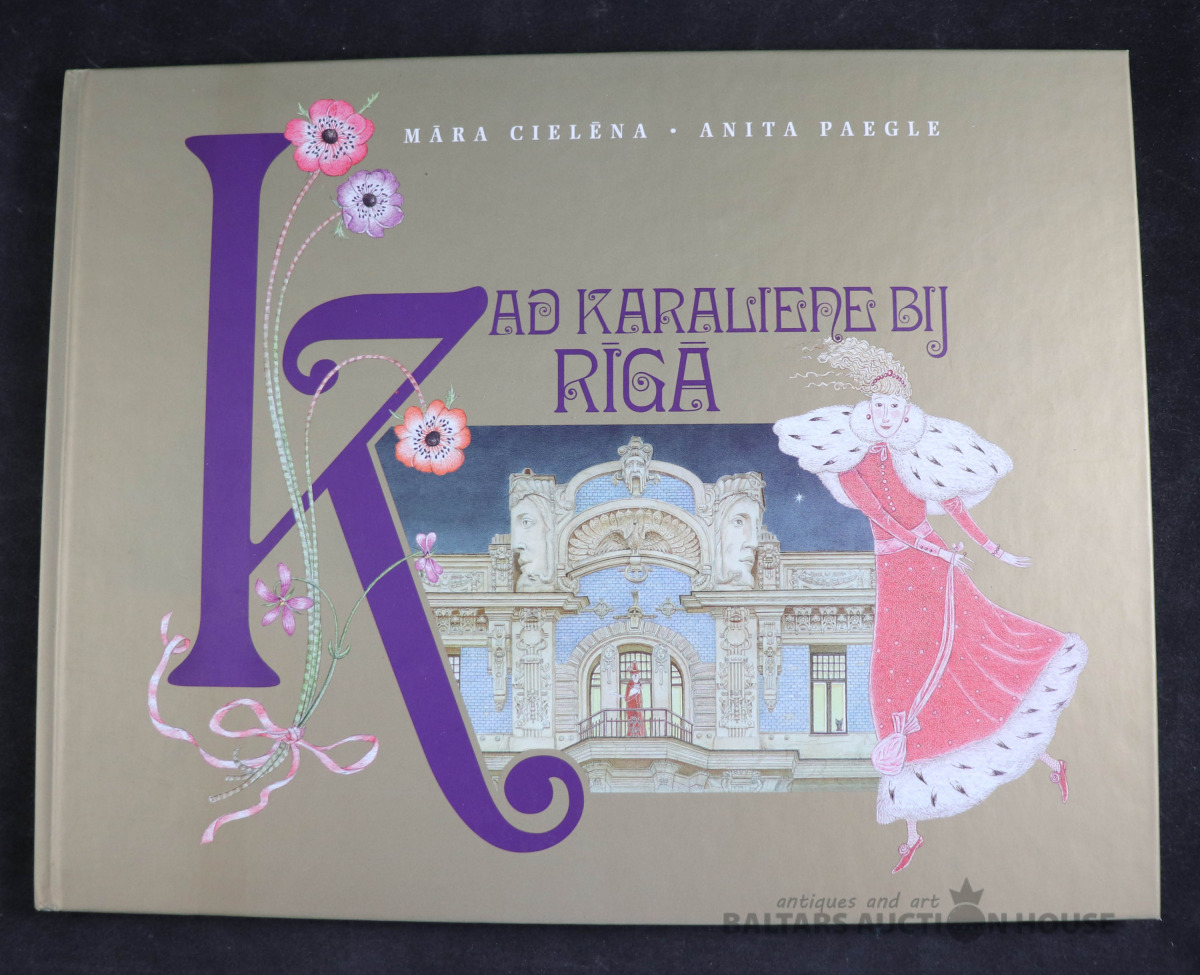 MĀRA CIELĒNA • ANITA PAEGLE
KAD KARALIENE BIJ
RĪGĀ
antiques and art
BALTARS AUCTION HOUSE